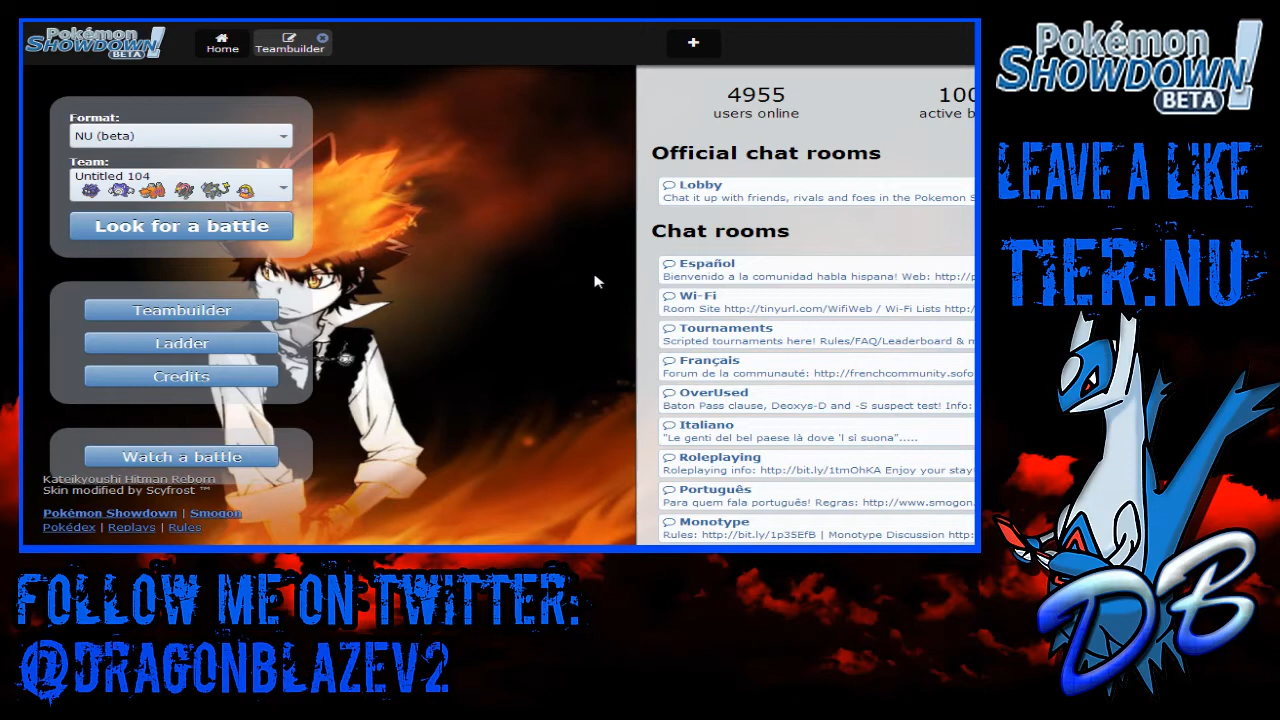 Pokémon
SHOWDOWN!
BETA
Home
Teambuilder
+
Format:
NU (beta)
Team:
Untitled 104
Look for a battle
Teambuilder
Ladder
Credits
Watch a battle
Kateikyoushi Hitman Reborn
Skin modified by Scyfrost ™
Pokémon Showdown | Smogon
Pokédex | Replays | Rules
4955
users online
100
active b
Official chat rooms
Lobby
Chat it up with friends, rivals and foes in the Pokemon S
Chat rooms
Español
Bienvenido a la comunidad habla hispana! Web: http://p
Wi-Fi
Room Site http://tinyurl.com/WifiWeb / Wi-Fi Lists http:/
Tournaments
Scripted tournaments here! Rules/FAQ/Leaderboard & m
Français
Forum de la communauté: http://frenchcommunity.sofo
OverUsed
Baton Pass clause, Deoxys-D and -S suspect test! Info:
Italiano
"Le genti del bel paese là dove 'l sì suona".....
Roleplaying
Roleplaying info: http://bit.ly/1tmOhKA Enjoy your stay!
Português
Para quem fala português! Regras: http://www.smogon.
Monotype
Rules: http://bit.ly/1p35EfB | Monotype Discussion http:
Pokémon
SHOWDOWN!
BETA
LEAVE A LIKE
TIER:NU
DB
FOLLOW ME ON TWITTER:
@DRAGONBLAZEV2